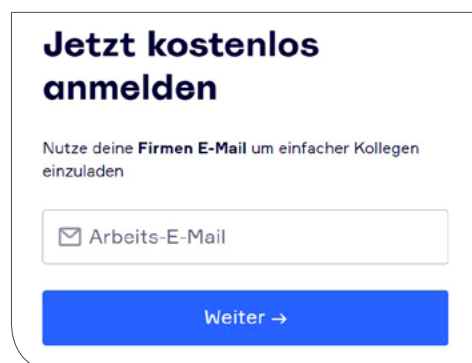 Jetzt kostenlos
anmelden
Nutze deine Firmen E-Mail um einfacher Kollegen
einzuladen
Arbeits-E-Mail
Weiter →